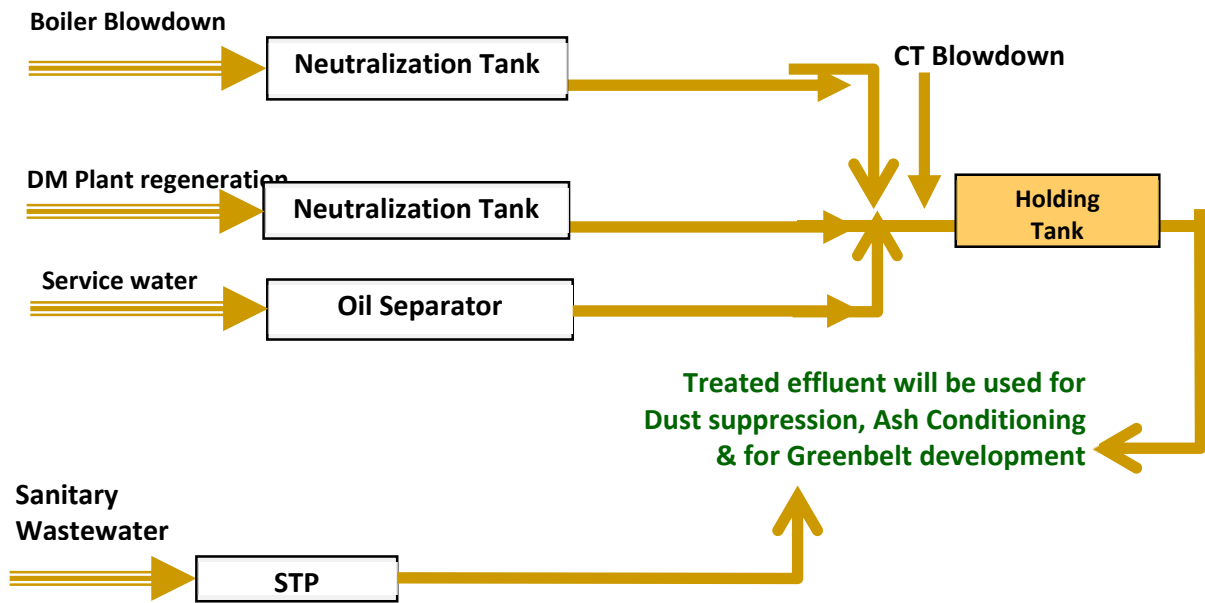 Boiler Blowdown
Neutralization Tank
CT Blowdown
DM Plant regeneration
Neutralization Tank
Holding
Tank
Service water
Oil Separator
Treated effluent will be used for
Dust suppression, Ash Conditioning
& for Greenbelt development
Sanitary
Wastewater
STP